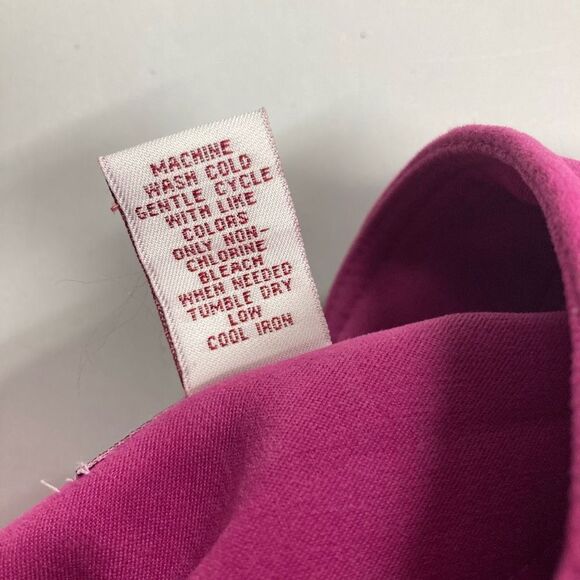 MACHINE
WASH COLD
GENTLE CYCLE
WITH LIKE
COLORS
ONLY NON-
CHLORINE
BLEACH
WHEN NEEDED
TUMBLE DRY
LOW
COOL IRON